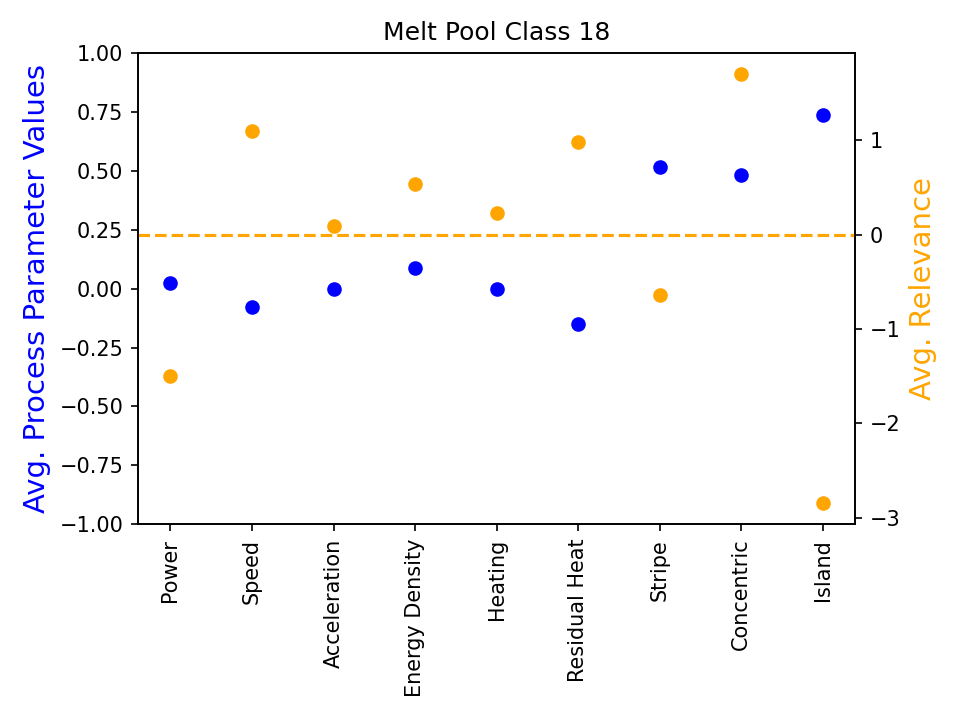 Melt Pool Class 18
Avg. Process Parameter Values
1.00
0.75
0.50
0.25
0.00
−0.25
−0.50
−0.75
−1.00
1
0
−1
−2
−3
Avg. Relevance
Power
Speed
Acceleration
Energy Density
Heating
Residual Heat
Stripe
Concentric
Island